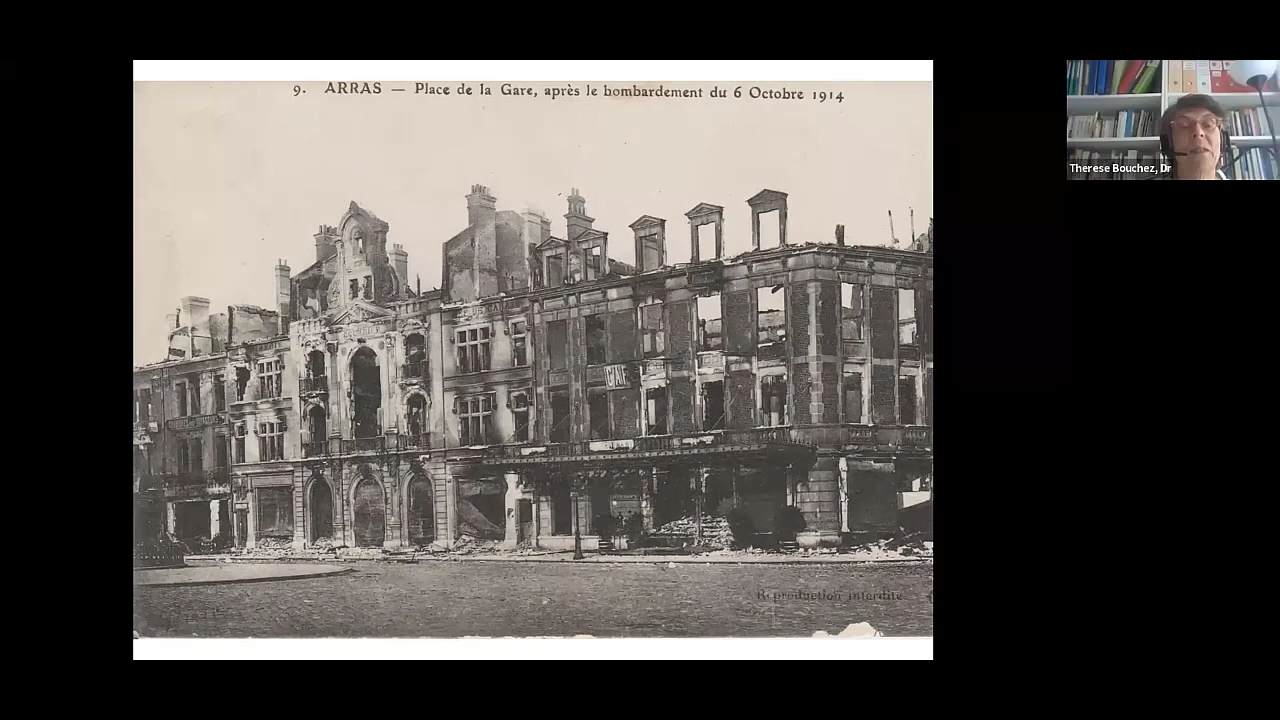 9. ARRAS — Place de la Gare, après le bombardement du 6 Octobre 1914
Reproduction interdite
Therese Bouchez, Dr